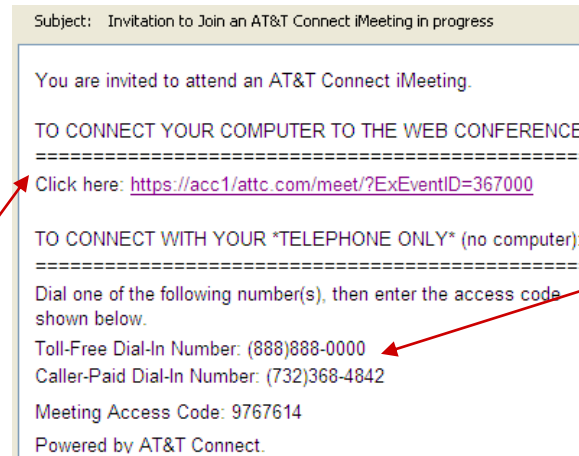 Subject: Invitation to Join an AT&T Connect iMeeting in progress
You are invited to attend an AT&T Connect iMeeting.
TO CONNECT YOUR COMPUTER TO THE WEB CONFERENCE
==================================================
Click here: https://acc1/attc.com/meet/?ExEventID=367000
TO CONNECT WITH YOUR *TELEPHONE ONLY* (no computer):
==================================================
Dial one of the following number(s), then enter the access code
shown below.
Toll-Free Dial-In Number: (888)888-0000
Caller-Paid Dial-In Number: (732)368-4842
Meeting Access Code: 9767614
Powered by AT&T Connect.